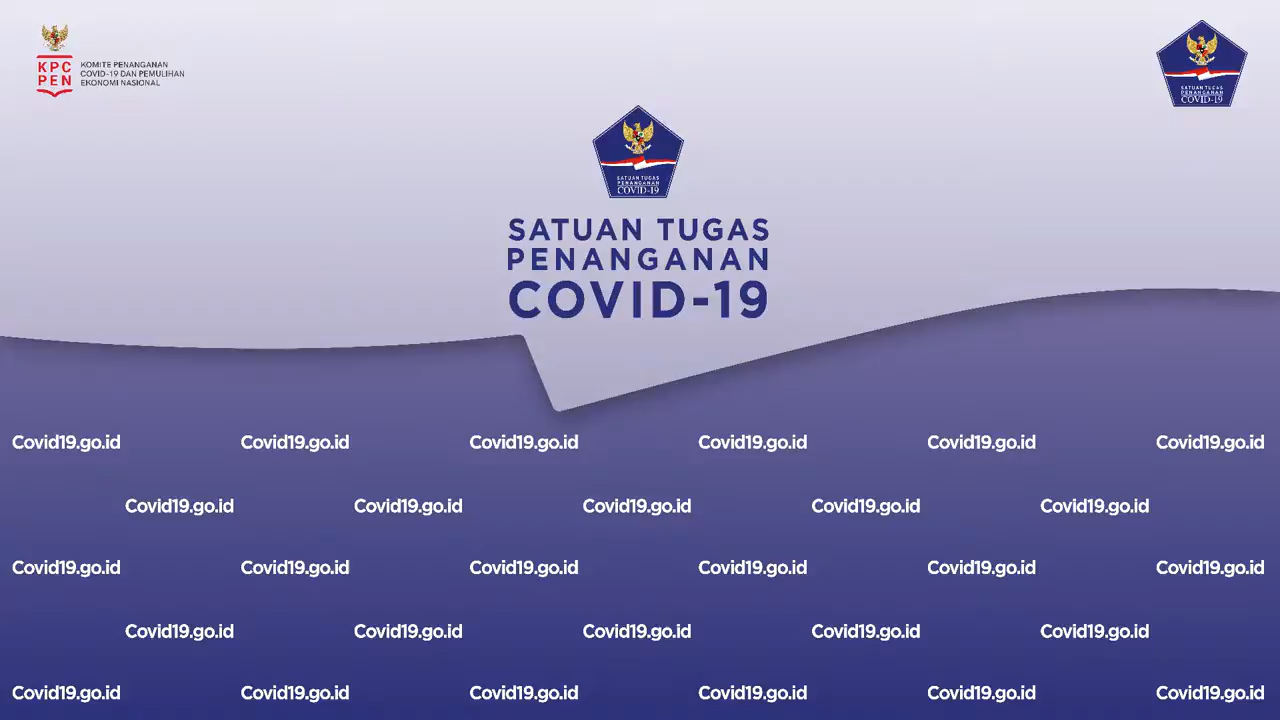 KPC
PEN
KOMITE PENANGANAN
COVID-19 DAN PEMULIHAN
EKONOMI NASIONAL
SATUAN TUGAS
PENANGANAN
COVID-19
SATUAN TUGAS
PENANGANAN
COVID-19
SATUAN TUGAS
PENANGANAN
COVID-19
Covid19.go.id Covid19.go.id Covid19.go.id Covid19.go.id Covid19.go.id Covid19.go.id
Covid19.go.id Covid19.go.id Covid19.go.id Covid19.go.id Covid19.go.id
Covid19.go.id Covid19.go.id Covid19.go.id Covid19.go.id Covid19.go.id Covid19.go.id
Covid19.go.id Covid19.go.id Covid19.go.id Covid19.go.id Covid19.go.id
Covid19.go.id Covid19.go.id Covid19.go.id Covid19.go.id Covid19.go.id Covid19.go.id